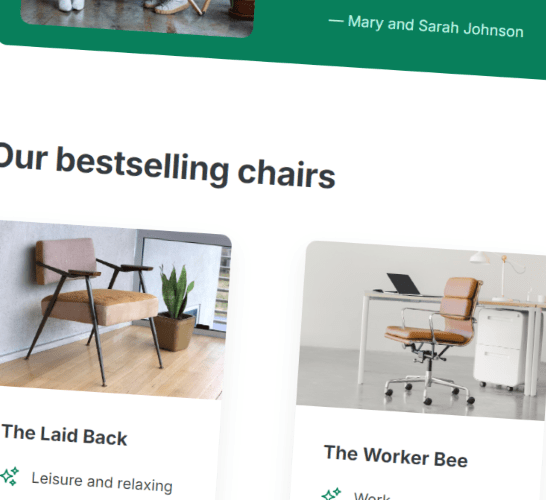 — Mary and Sarah Johnson
Our bestselling chairs
The Laid Back
The Worker Bee
Leisure and relaxing
Work